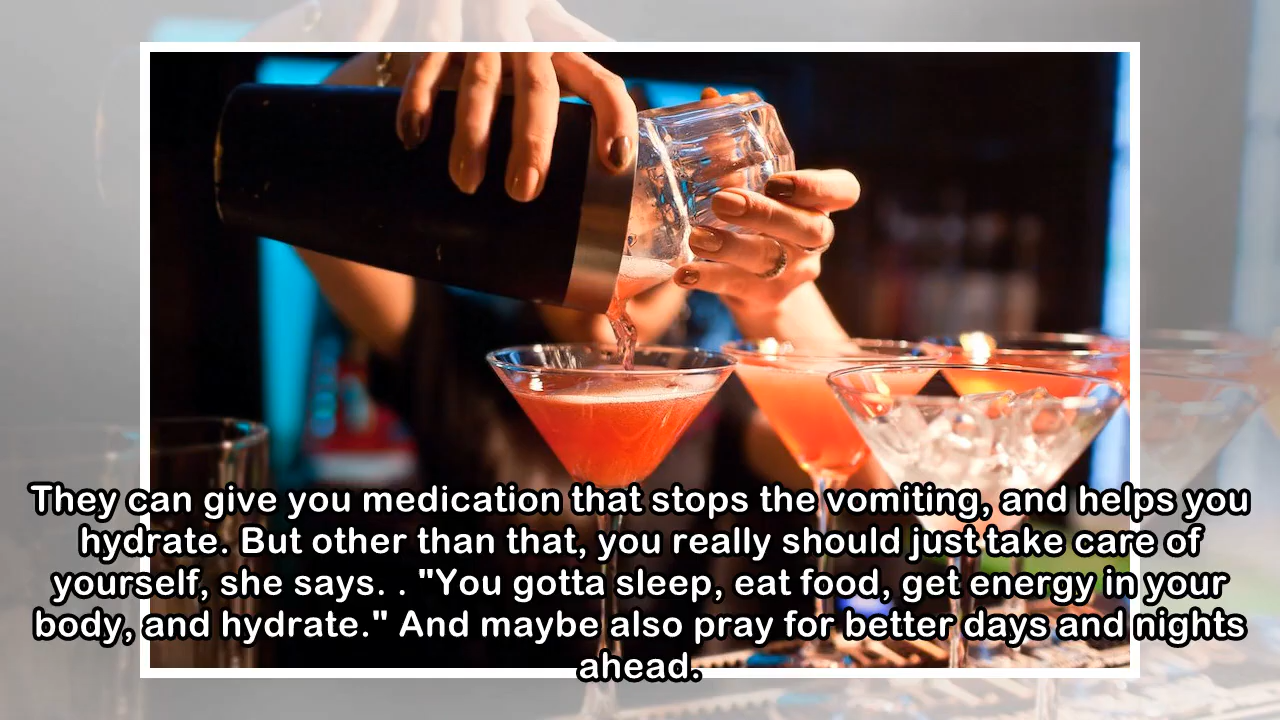 They can give you medication that stops the vomiting, and helps you
hydrate. But other than that, you really should just take care of
yourself, she says. . "You gotta sleep, eat food, get energy in your
body, and hydrate." And maybe also pray for better days and nights
ahead.